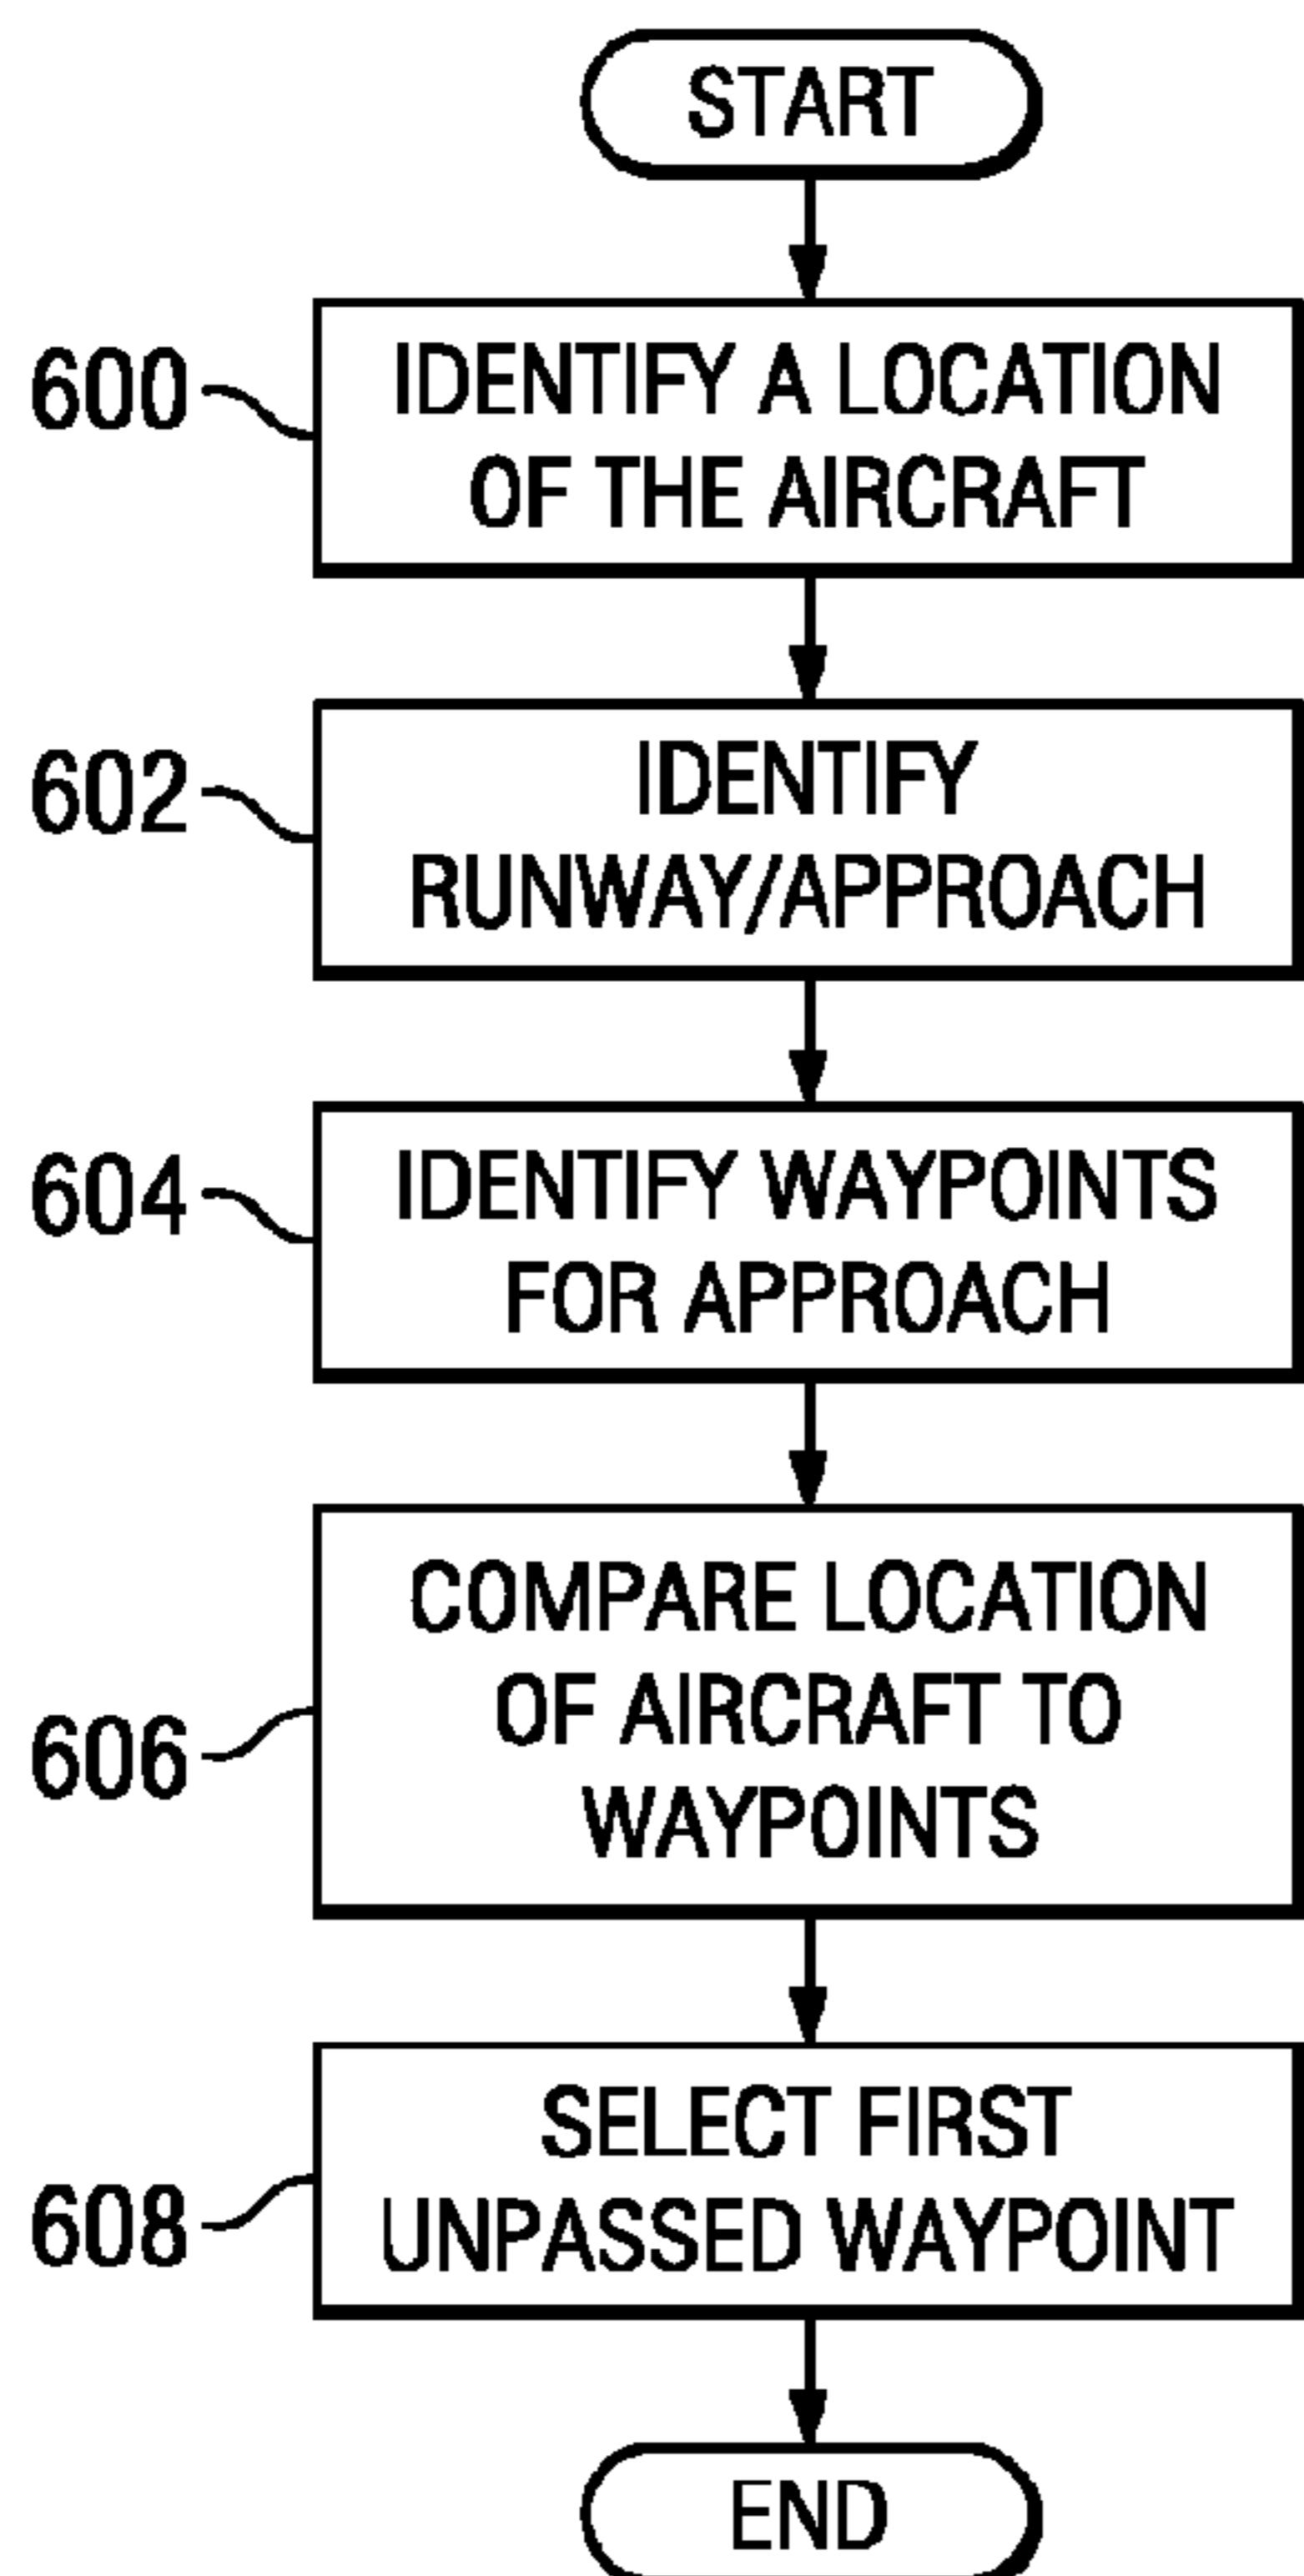 START
600
IDENTIFY A LOCATION
OF THE AIRCRAFT
602
IDENTIFY
RUNWAY/APPROACH
604
IDENTIFY WAYPOINTS
FOR APPROACH
606
COMPARE LOCATION
OF AIRCRAFT TO
WAYPOINTS
608
SELECT FIRST
UNPASSED WAYPOINT
END